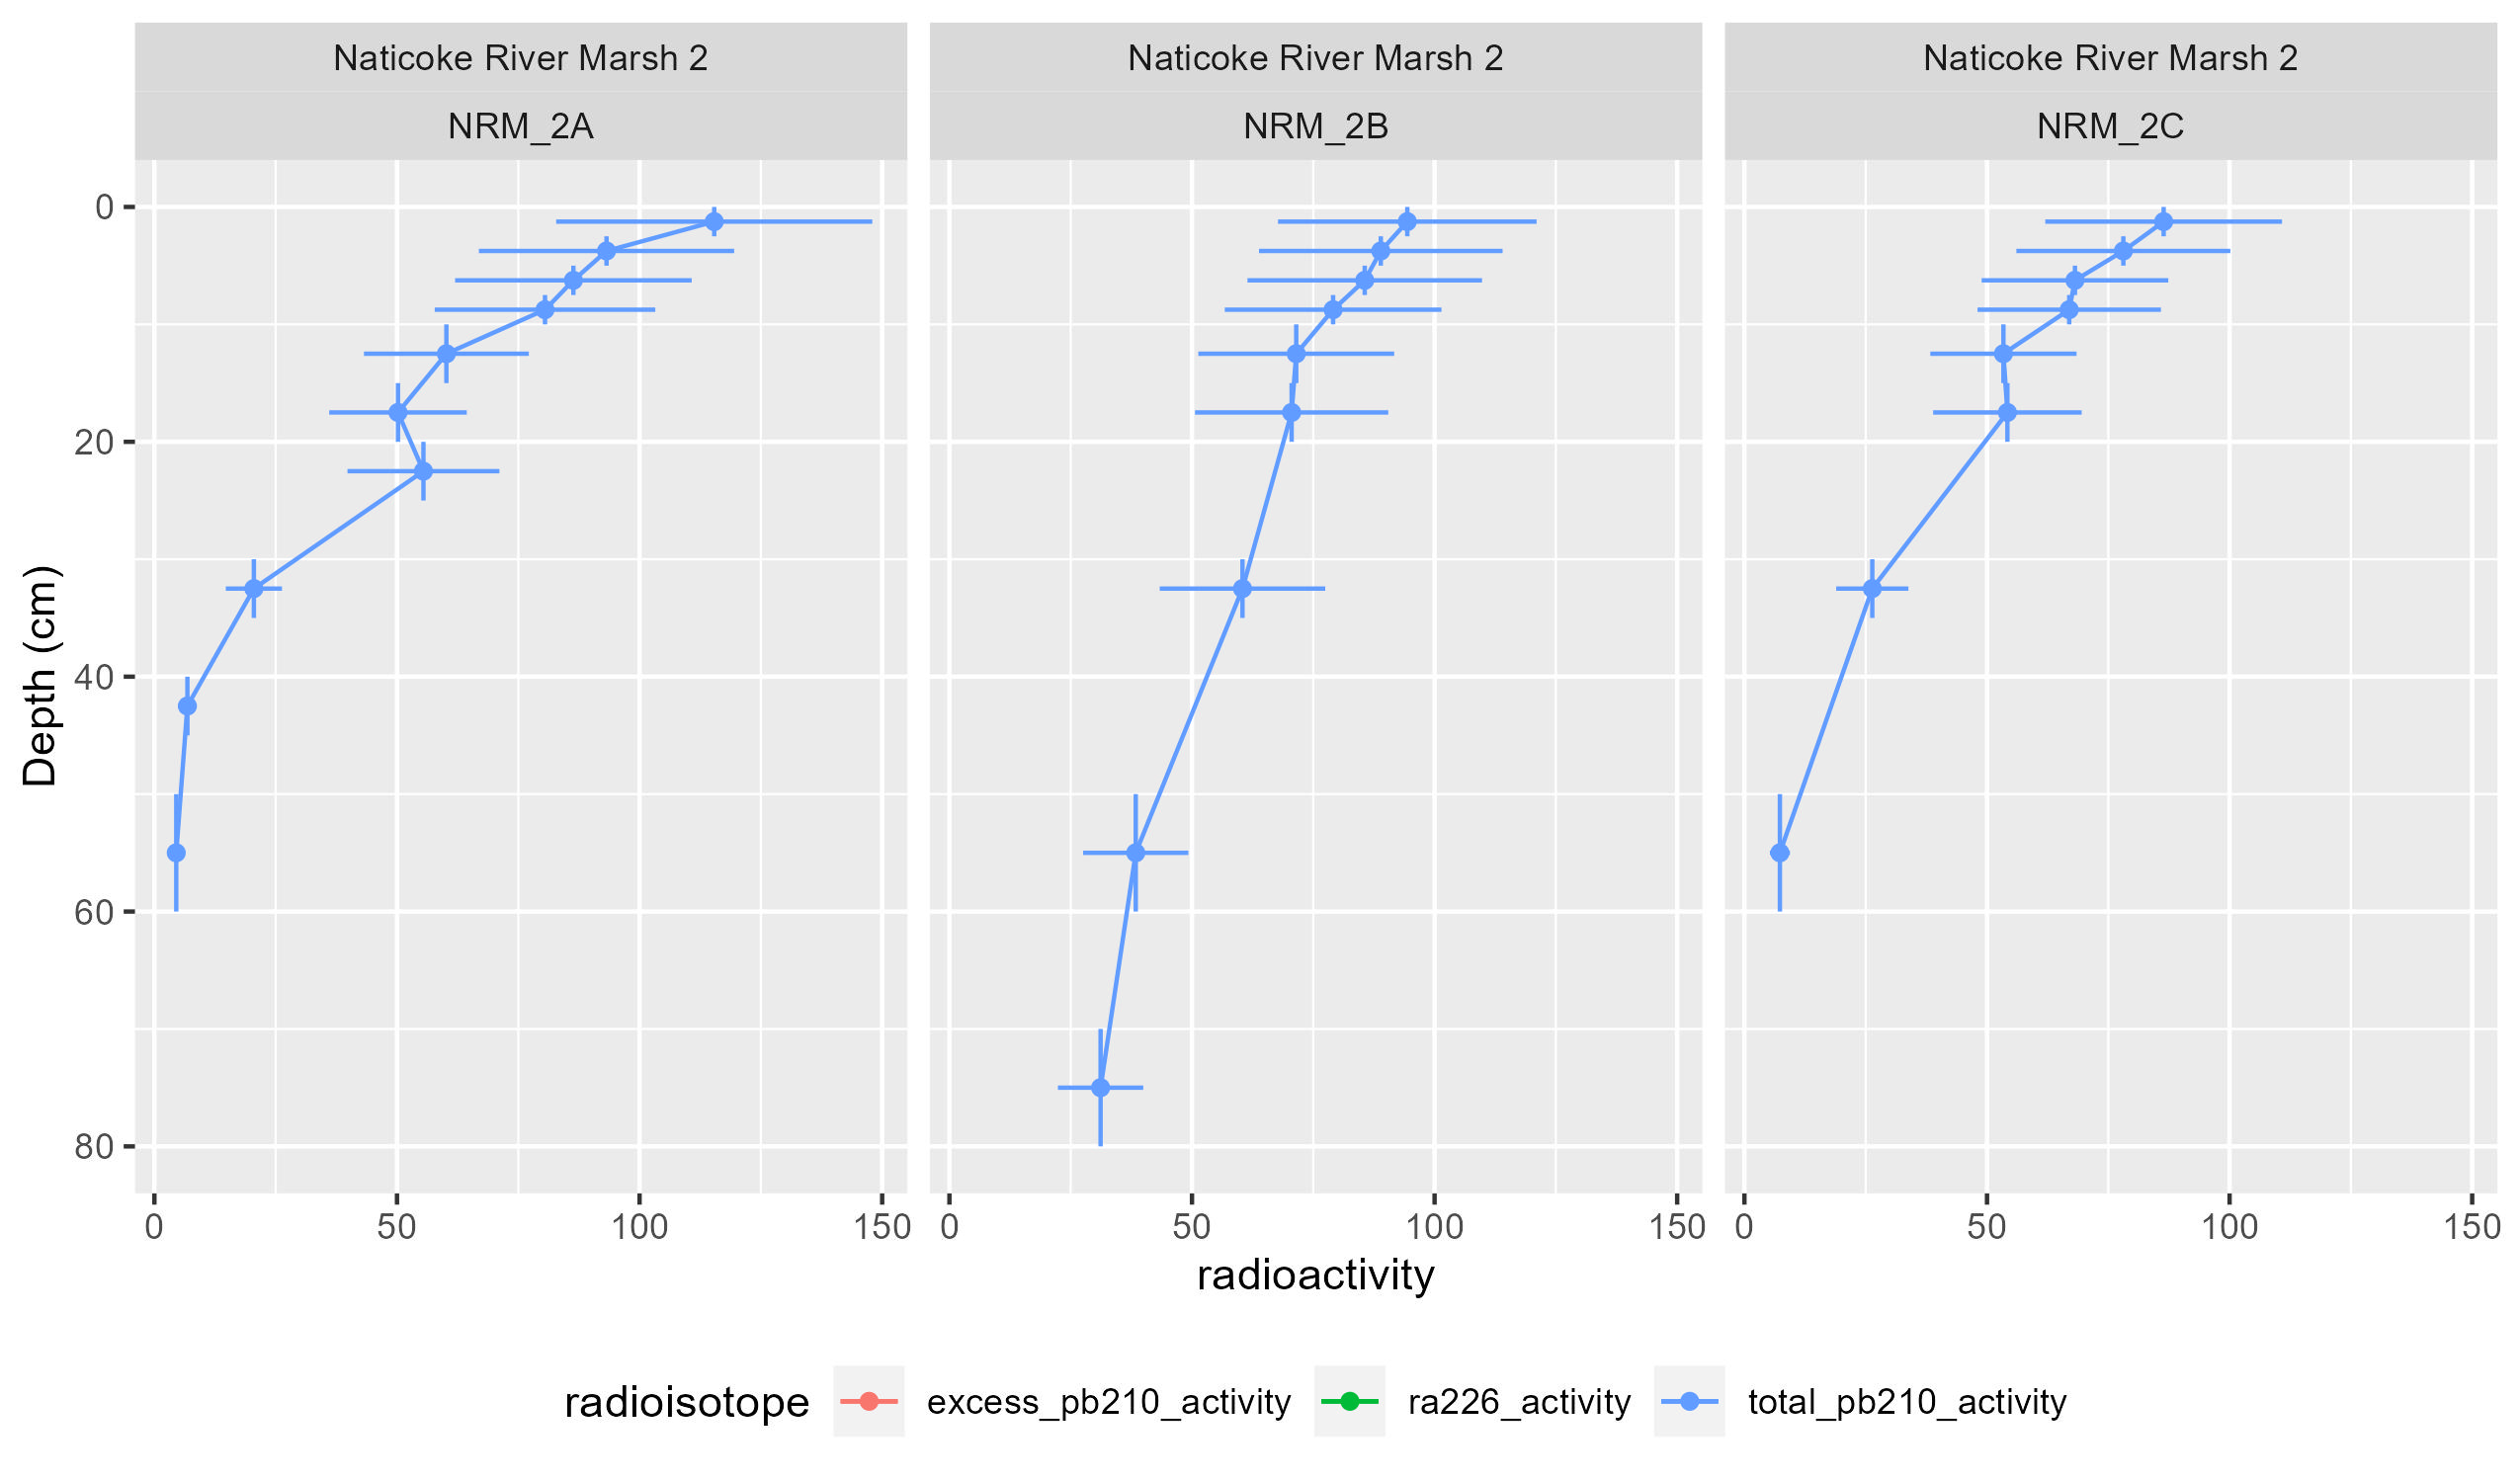 Naticoke River Marsh 2
Naticoke River Marsh 2
Naticoke River Marsh 2
NRM_2A
NRM_2B
NRM_2C
Depth (cm)
0
20
40
60
80
0 50 100 150
0 50 100 150
0 50 100 150
radioactivity
radioisotope excess_pb210_activity ra226_activity total_pb210_activity